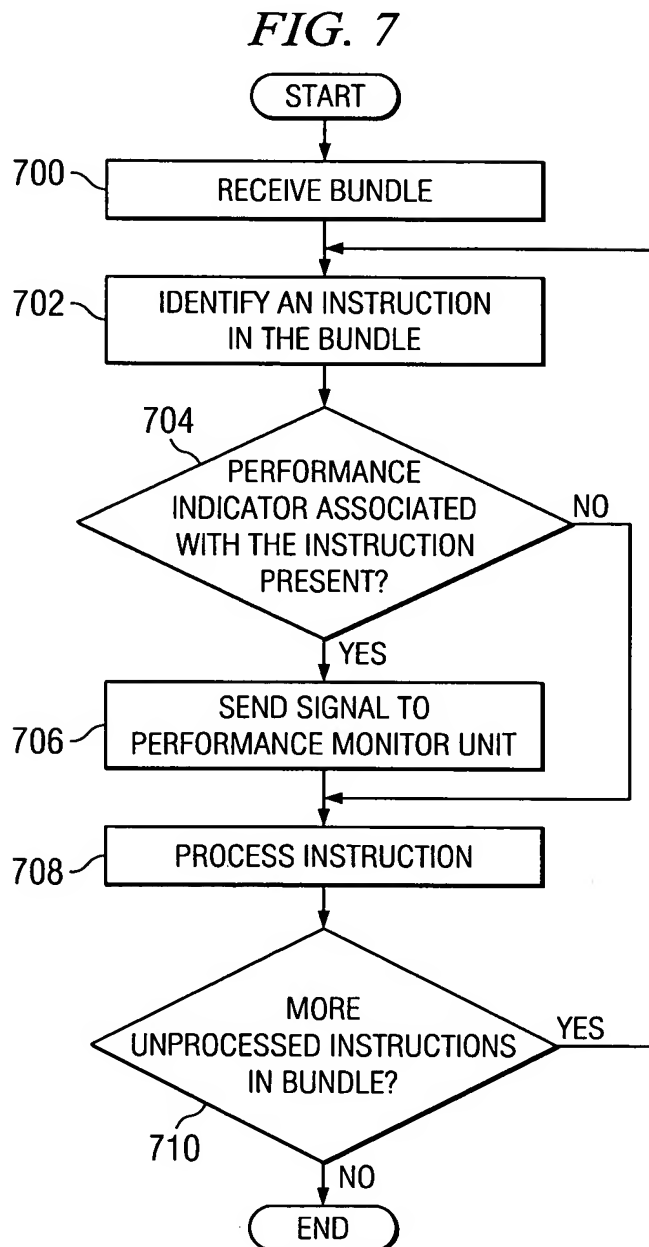 FIG. 7
START
700
RECEIVE BUNDLE
702
IDENTIFY AN INSTRUCTION
IN THE BUNDLE
704
PERFORMANCE
INDICATOR ASSOCIATED
WITH THE INSTRUCTION
PRESENT?
NO
YES
706
SEND SIGNAL TO
PERFORMANCE MONITOR UNIT
708
PROCESS INSTRUCTION
MORE
UNPROCESSED INSTRUCTIONS
IN BUNDLE?
YES
710
NO
END